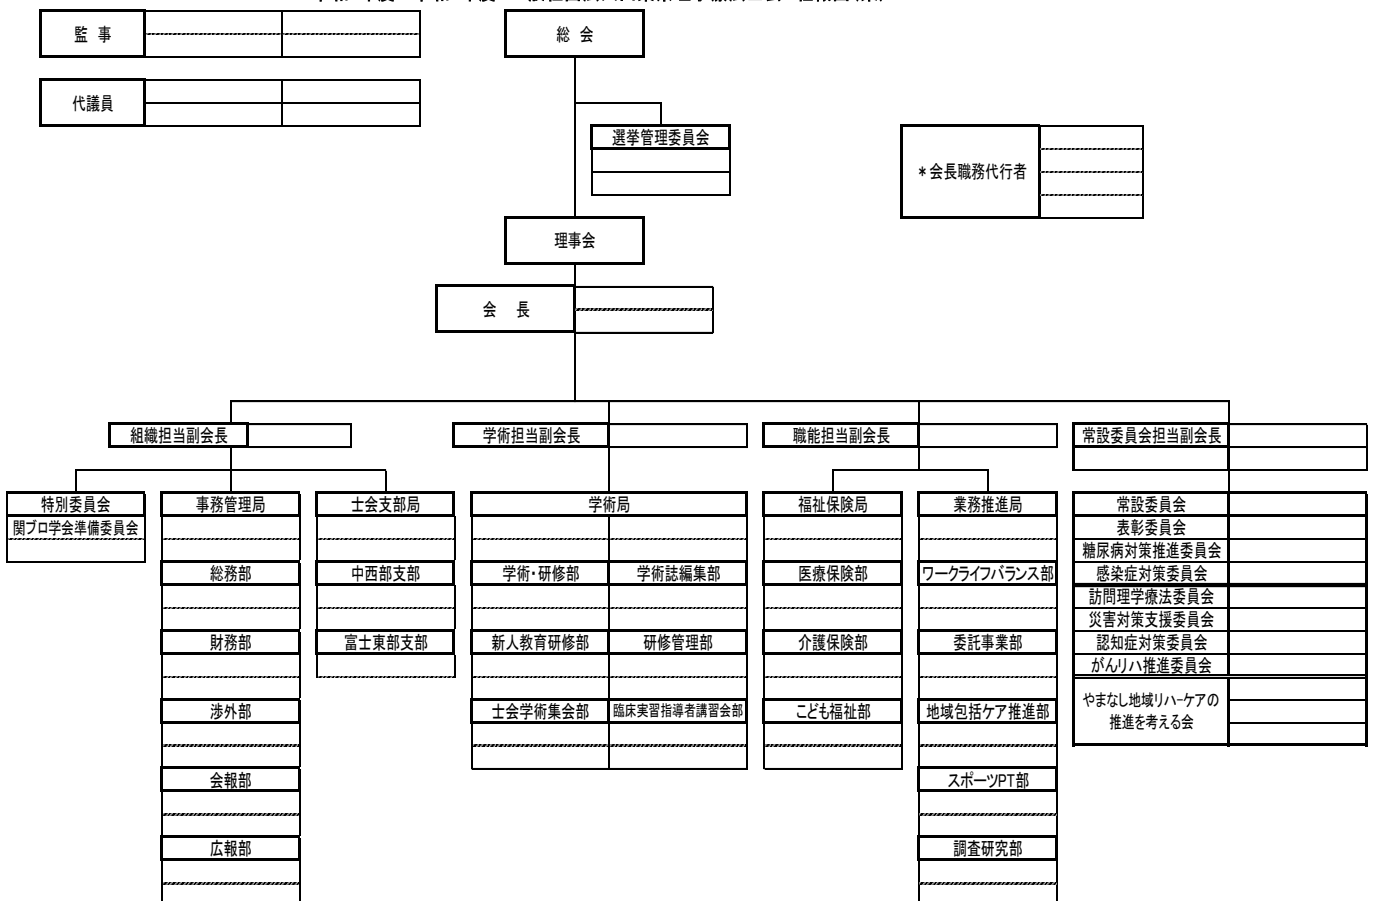 監 事
総 会
代議員
選挙管理委員会
＊会長職務代行者
理事会
会 長
組織担当副会長
学術担当副会長
職能担当副会長
常設委員会担当副会長
特別委員会
関ブロ学会準備委員会
事務管理局
総務部
財務部
渉外部
会報部
広報部
士会支部局
中西部支部
富士東部支部
学術局
学術・研修部
学術誌編集部
新人教育研修部
研修管理部
士会学術集会部
臨床実習指導者講習会部
福祉保険局
医療保険部
介護保険部
こども福祉部
業務推進局
ワークライフバランス部
委託事業部
地域包括ケア推進部
スポーツPT部
調査研究部
常設委員会
表彰委員会
糖尿病対策推進委員会
感染症対策委員会
訪問理学療法委員会
災害対策支援委員会
認知症対策委員会
がんリハ推進委員会
やまなし地域リハ-ケアの
推進を考える会